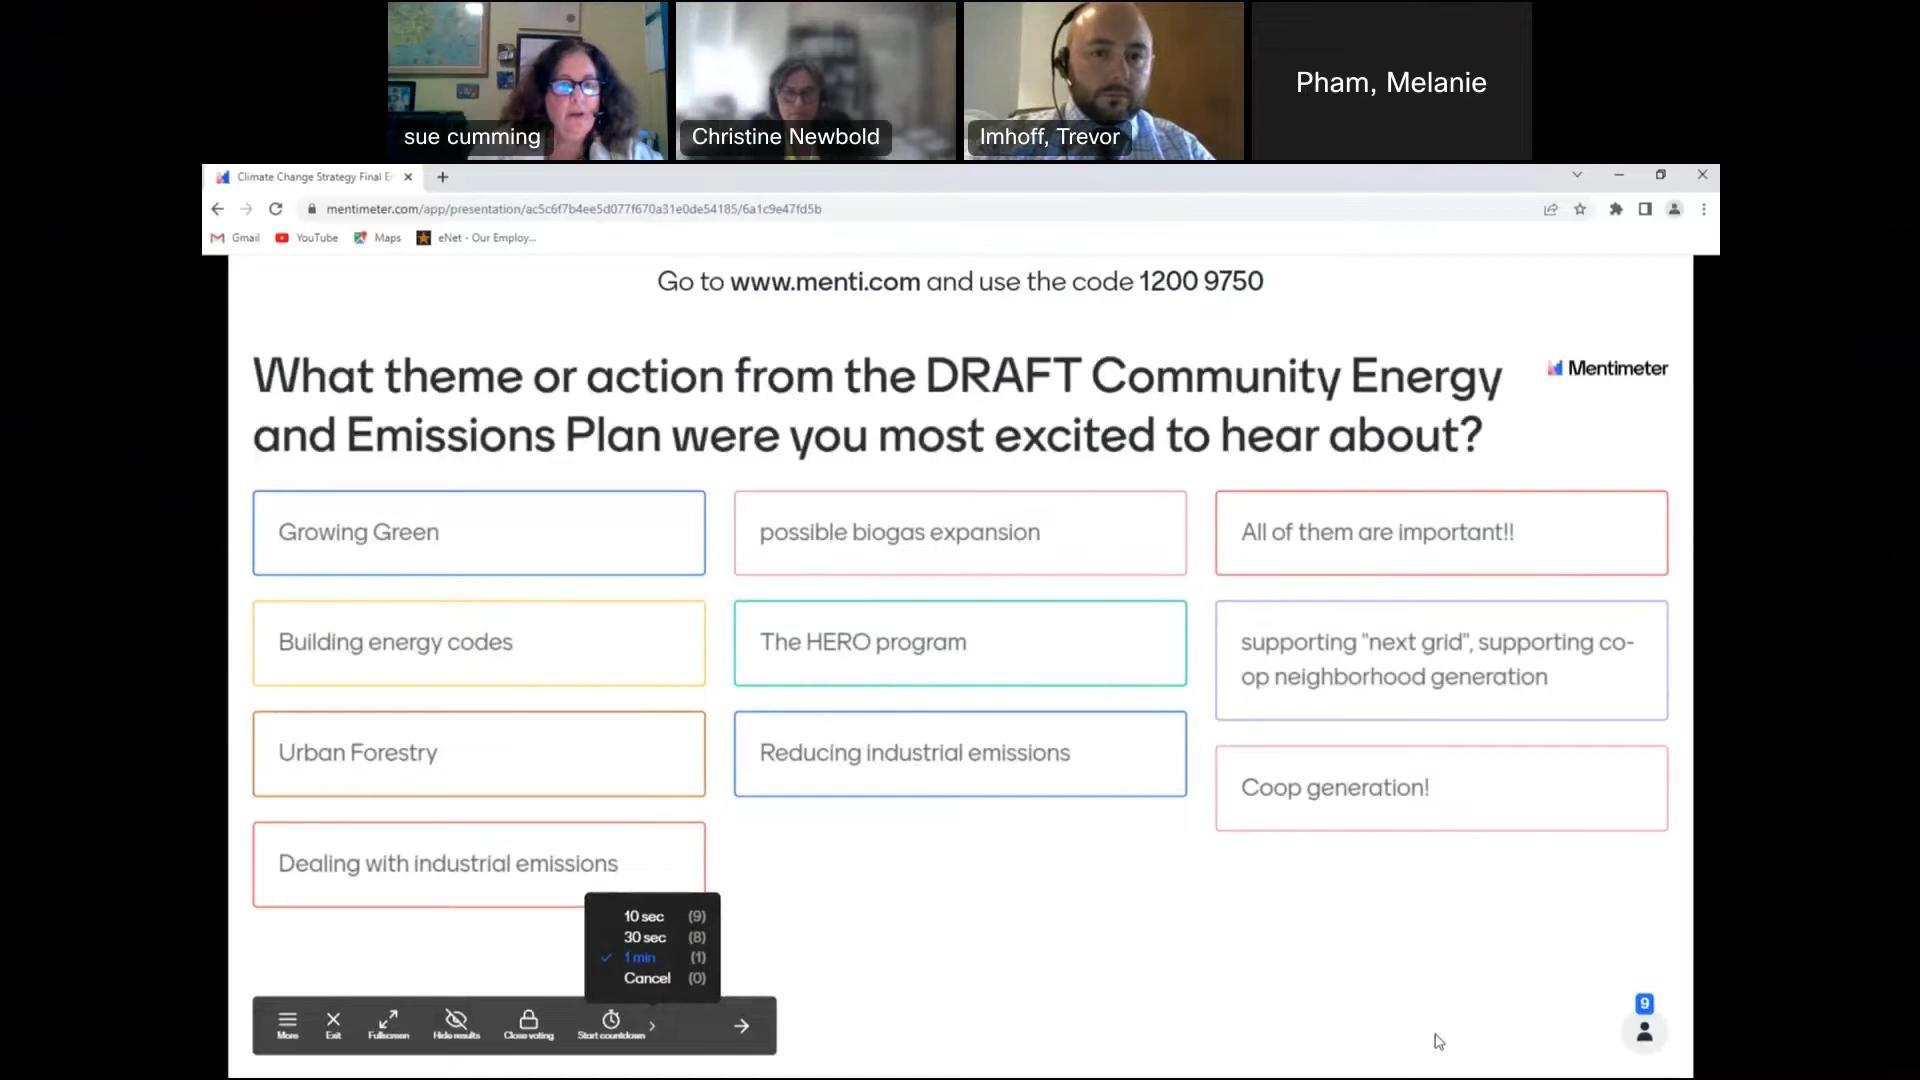 sue cumming
Christine Newbold
Imhoff, Trevor
Pham, Melanie
Climate Change Strategy Final E
mentimeter.com/app/presentation/ac5c6f7b4ee5d077f670a31e0de54185/6a1c9e47fd5b
Gmail
YouTube
Maps
eNet - Our Employ...
Go to www.menti.com and use the code 1200 9750
What theme or action from the DRAFT Community Energy
and Emissions Plan were you most excited to hear about?
Mentimeter
Growing Green
possible biogas expansion
All of them are important!!
Building energy codes
The HERO program
supporting "next grid", supporting co-
op neighborhood generation
Urban Forestry
Reducing industrial emissions
Coop generation!
Dealing with industrial emissions
10 sec (9)
30 sec (8)
1 min (1)
Cancel (0)
More
Exit
Fullscreen
Hide results
Close voting
Start countdown
9